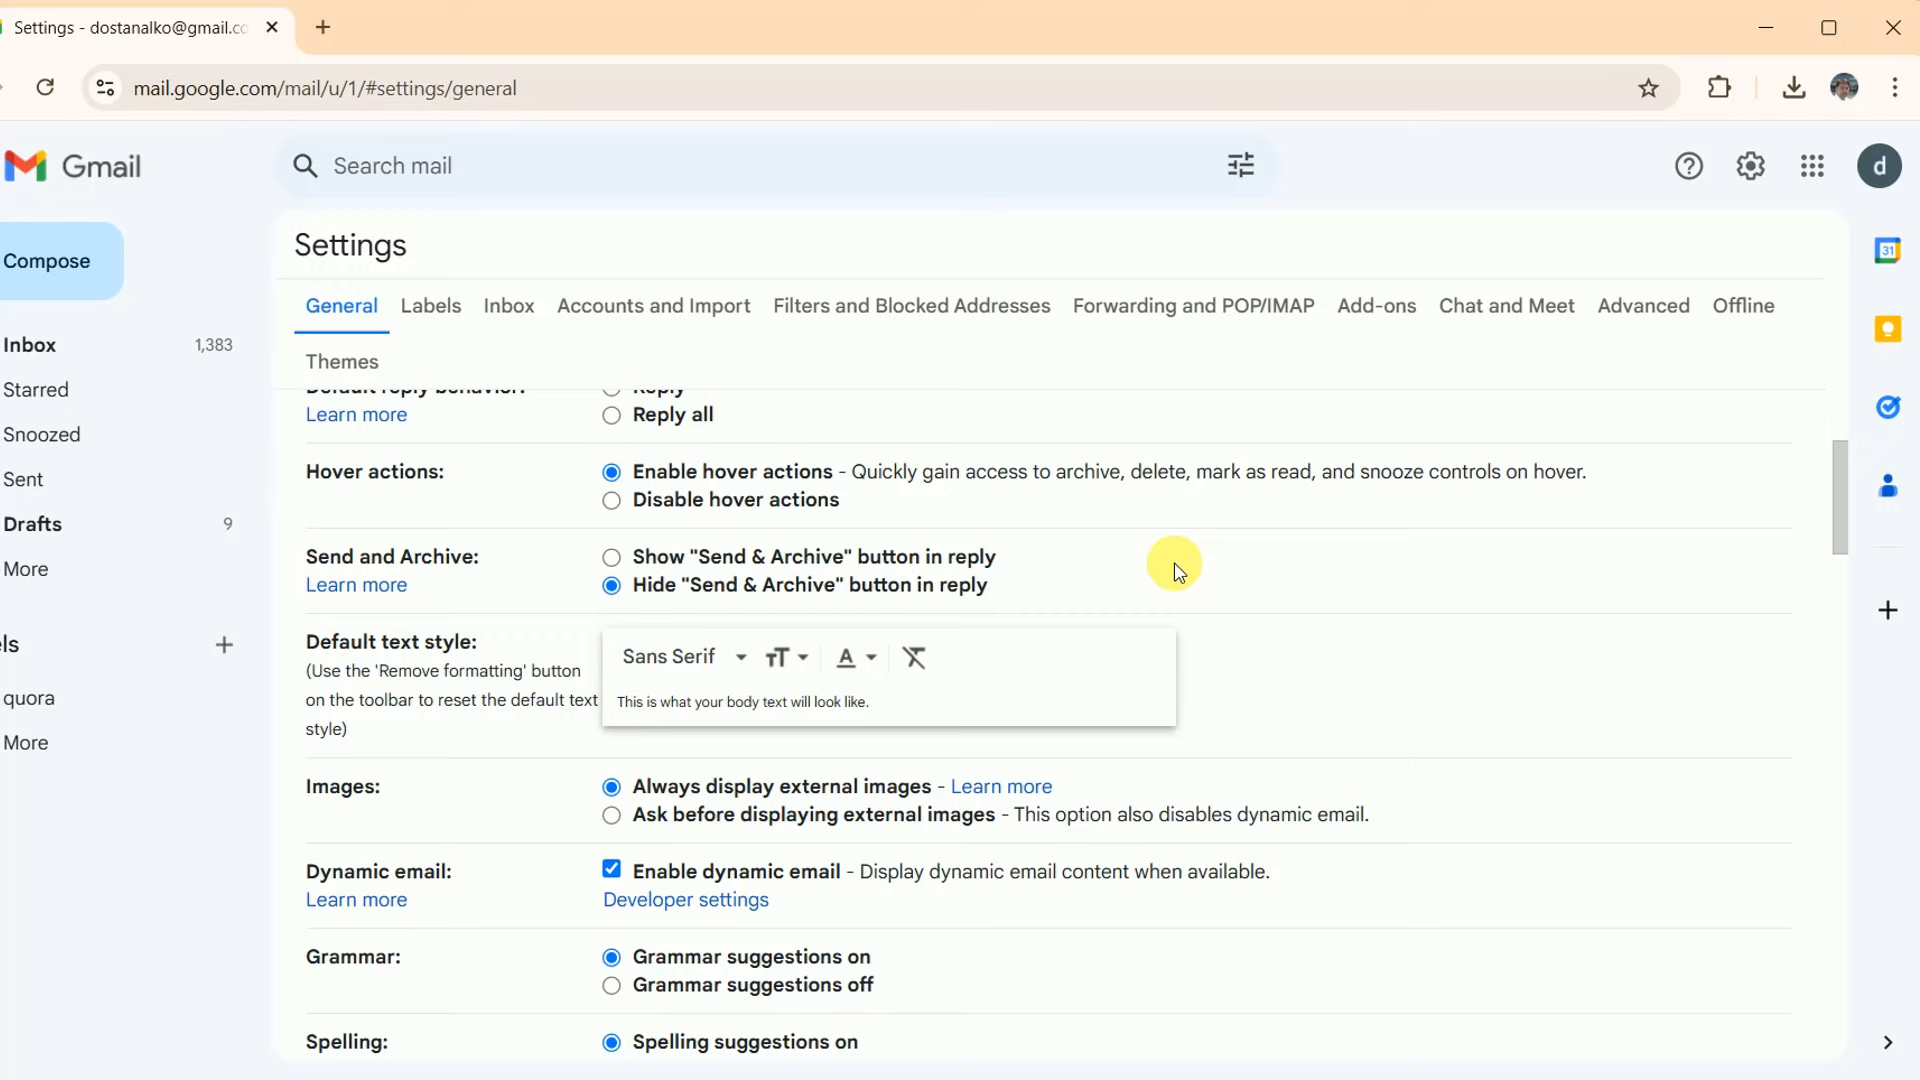 Settings - dostanalko@gmail.co
mail.google.com/mail/u/1/#settings/general
Gmail
Search mail
d
Compose
Settings
31
General Labels Inbox Accounts and Import Filters and Blocked Addresses Forwarding and POP/IMAP Add-ons Chat and Meet Advanced Offline
Themes
Inbox 1,383
Starred
Snoozed
Sent
Drafts 9
More
ls
quora
More
Default reply behavior: Reply
Learn more Reply all
Hover actions: Enable hover actions - Quickly gain access to archive, delete, mark as read, and snooze controls on hover.
Disable hover actions
Send and Archive: Show "Send & Archive" button in reply
Learn more Hide "Send & Archive" button in reply
Default text style:
(Use the 'Remove formatting' button
on the toolbar to reset the default text
style)
Sans Serif
This is what your body text will look like.
Images: Always display external images - Learn more
Ask before displaying external images - This option also disables dynamic email.
Dynamic email: Enable dynamic email - Display dynamic email content when available.
Learn more Developer settings
Grammar: Grammar suggestions on
Grammar suggestions off
Spelling: Spelling suggestions on